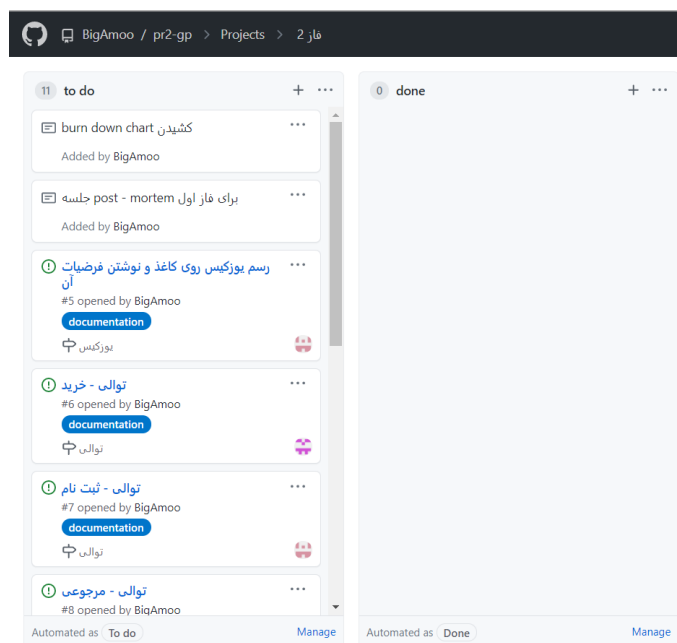 BigAmoo / pr2-gp > Projects > فاز 2
11 to do + ...
burn down chart کشیدن ...
Added by BigAmoo
جلسه post - mortem برای فاز اول ...
Added by BigAmoo
رسم یوزکیس روی کاغذ و نوشتن فرضیات ...
آن
#5 opened by BigAmoo
documentation
یوزکیس
توالی - خرید ...
#6 opened by BigAmoo
documentation
توالی
توالی - ثبت نام ...
#7 opened by BigAmoo
documentation
توالی
توالی - مرجوعی ...
#8 opened by BigAmoo
Automated as To do Manage
0 done + ...
Automated as Done Manage